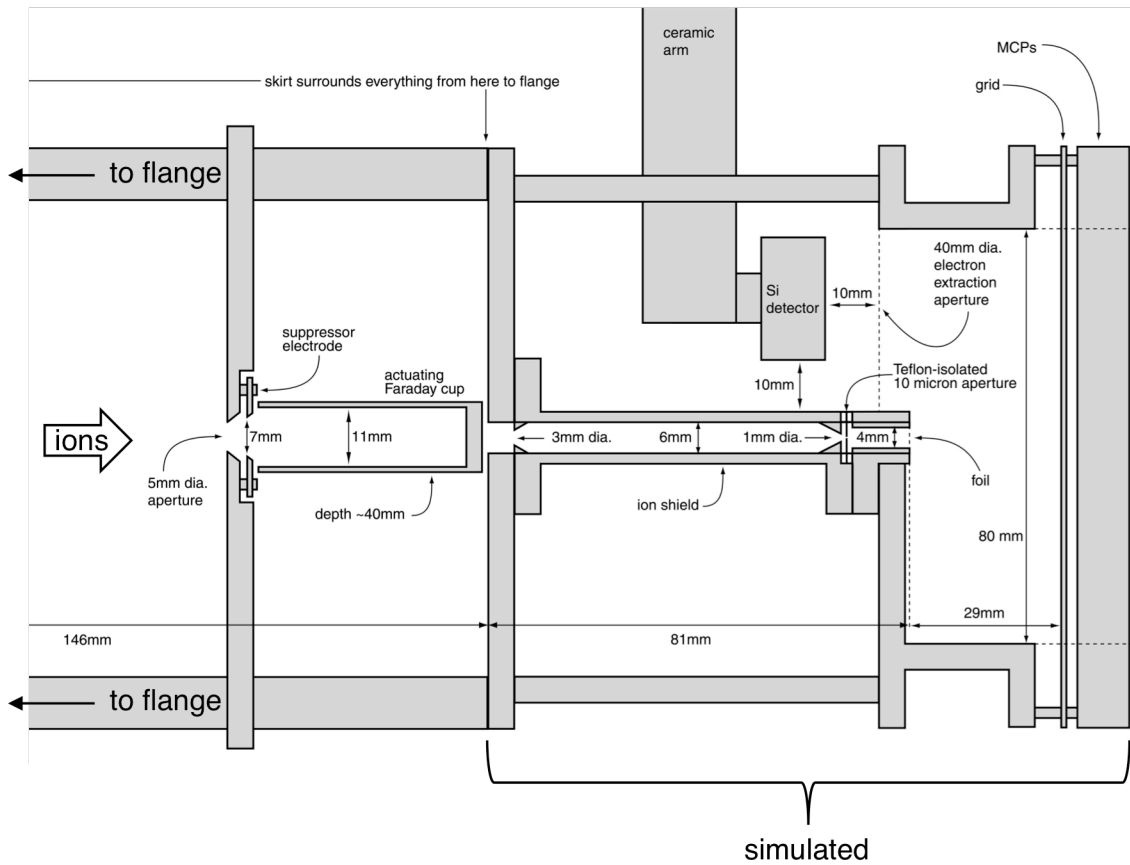 ceramic
arm
MCPs
skirt surrounds everything from here to flange
grid
to flange
40mm dia.
electron
extraction
aperture
Si
detector
10mm
suppressor
electrode
actuating
Faraday cup
10mm
Teflon-isolated
10 micron aperture
ions
7mm
11mm
3mm dia.
6mm
1mm dia.
4mm
5mm dia.
aperture
foil
depth ~40mm
ion shield
80 mm
146mm
81mm
29mm
to flange
simulated